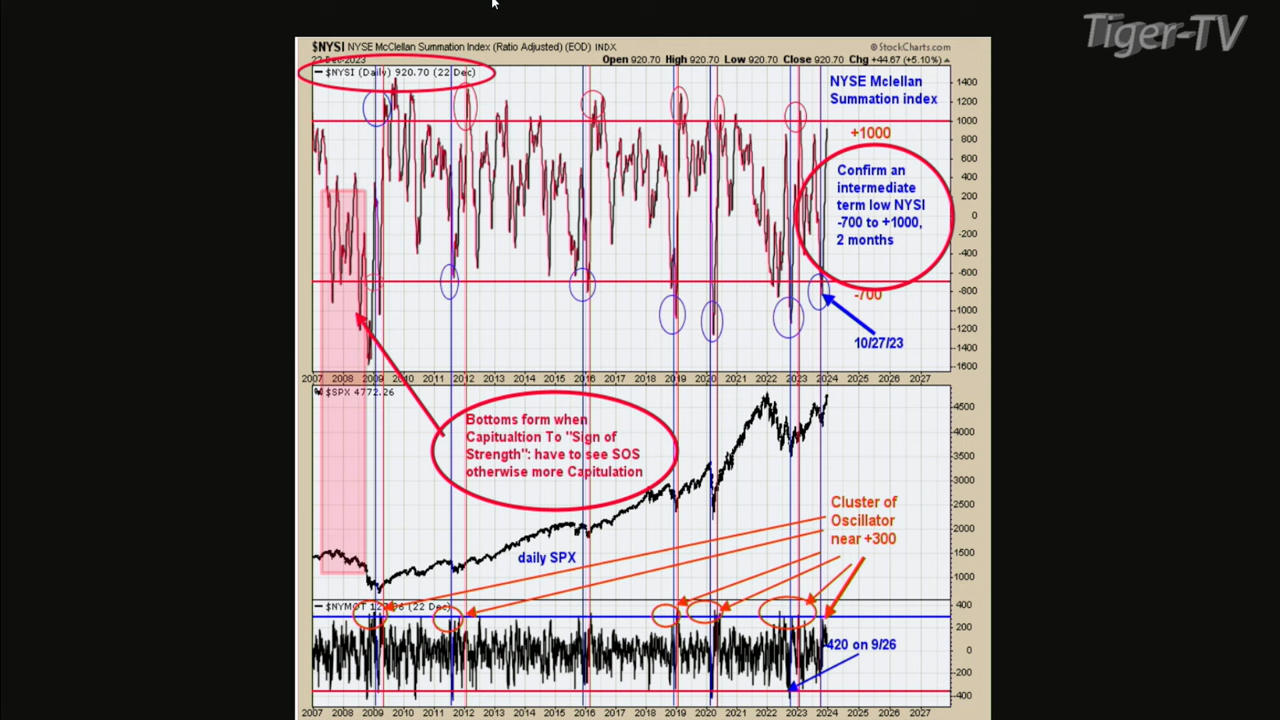 Tiger-TV
$NYSI NYSE McClellan Summation Index (Ratio Adjusted) (EOD) INDX
© StockCharts.com
22-Dec-2023
Open 920.70 High 920.70 Low 920.70 Close 920.70 Chg +44.67 (+5.10%)
$NYSI (Daily) 920.70 (22 Dec)
NYSE Mclellan
Summation index
+1000
Confirm an
intermediate
term low NYSI
-700 to +1000,
2 months
-700
10/27/23
1400
1200
1000
800
600
400
200
0
-200
-400
-600
-800
-1000
-1200
-1400
-1600
2007 2008 2009 2010 2011 2012 2013 2014 2015 2016 2017 2018 2019 2020 2021 2022 2023 2024 2025 2026 2027
$SPX 4772.26
Bottoms form when
Capitualtion To "Sign of
Strength": have to see SOS
otherwise more Capitulation
daily SPX
4500
4000
3500
3000
2500
2000
1500
1000
Cluster of
Oscillator
near +300
$NYMOT (22 Dec)
400
200
0
-200
-400
420 on 9/26
2007 2008 2009 2010 2011 2012 2013 2014 2015 2016 2017 2018 2019 2020 2021 2022 2023 2024 2025 2026 2027